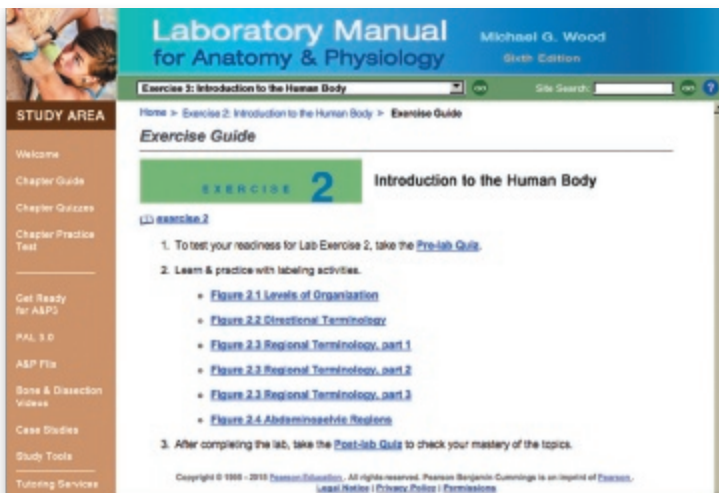 Laboratory Manual
for Anatomy & Physiology
Michael G. Wood
Sixth Edition
Exercise 2: Introduction to the Human Body
GO
Site Search:
GO
?
STUDY AREA
Welcome
Chapter Guide
Chapter Quizzes
Chapter Practice
Test
Get Ready
for A&P
PAL 3.0
A&P Flix
Bone & Dissection
Videos
Case Studies
Study Tools
Tutoring Services
Home > Exercise 2: Introduction to the Human Body > Exercise Guide
Exercise Guide
EXERCISE 2
Introduction to the Human Body
exercise 2
1. To test your readiness for Lab Exercise 2, take the Pre-lab Quiz.
2. Learn & practice with labeling activities.
Figure 2.1 Levels of Organization
Figure 2.2 Directional Terminology
Figure 2.3 Regional Terminology, part 1
Figure 2.3 Regional Terminology, part 2
Figure 2.3 Regional Terminology, part 3
Figure 2.4 Abdominopelvic Regions
3. After completing the lab, take the Post-lab Quiz to check your mastery of the topics.
Copyright © - 2010 Pearson Education. All rights reserved. Pearson Benjamin Cummings is an imprint of Pearson.
Legal Notice | Privacy Policy | Permissions